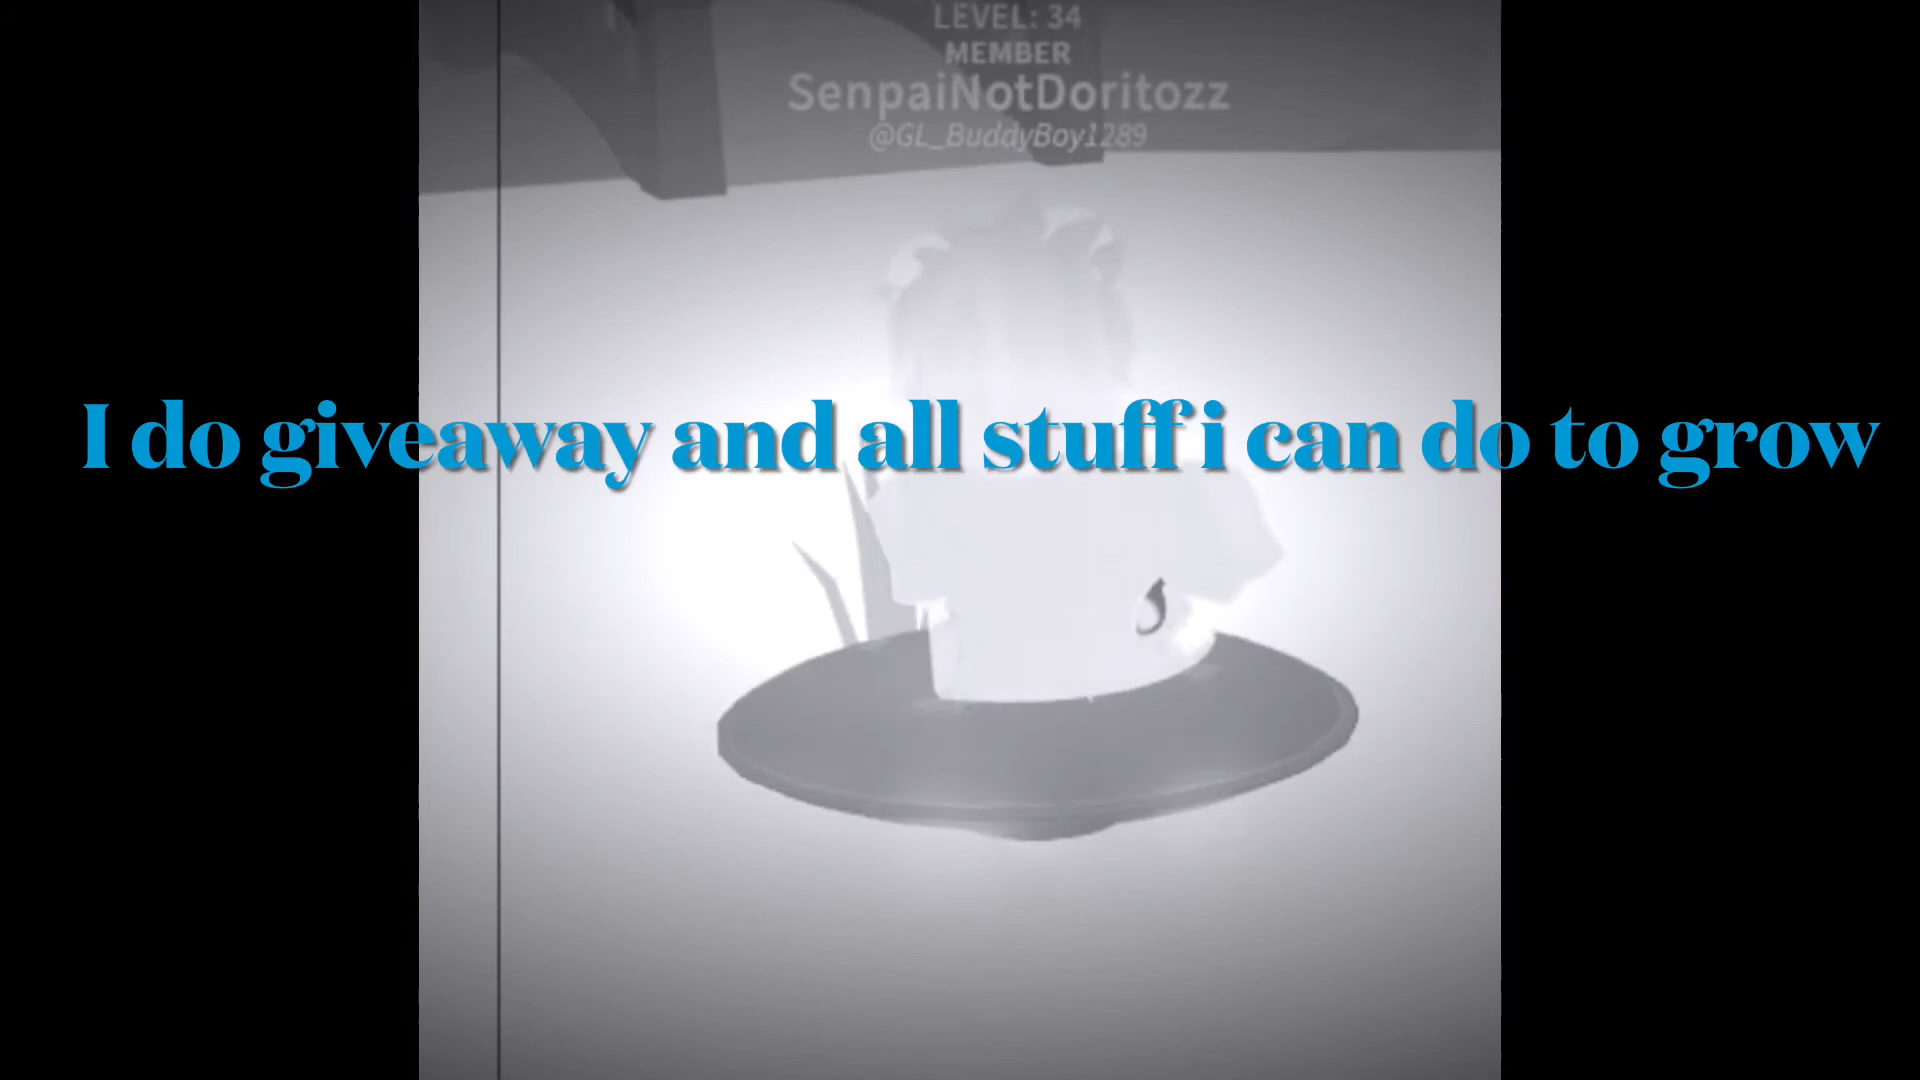 LEVEL: 34
MEMBER
SenpaiNotDoritozz
@GL_BuddyBoy1289
I do giveaway and all stuff i can do to grow